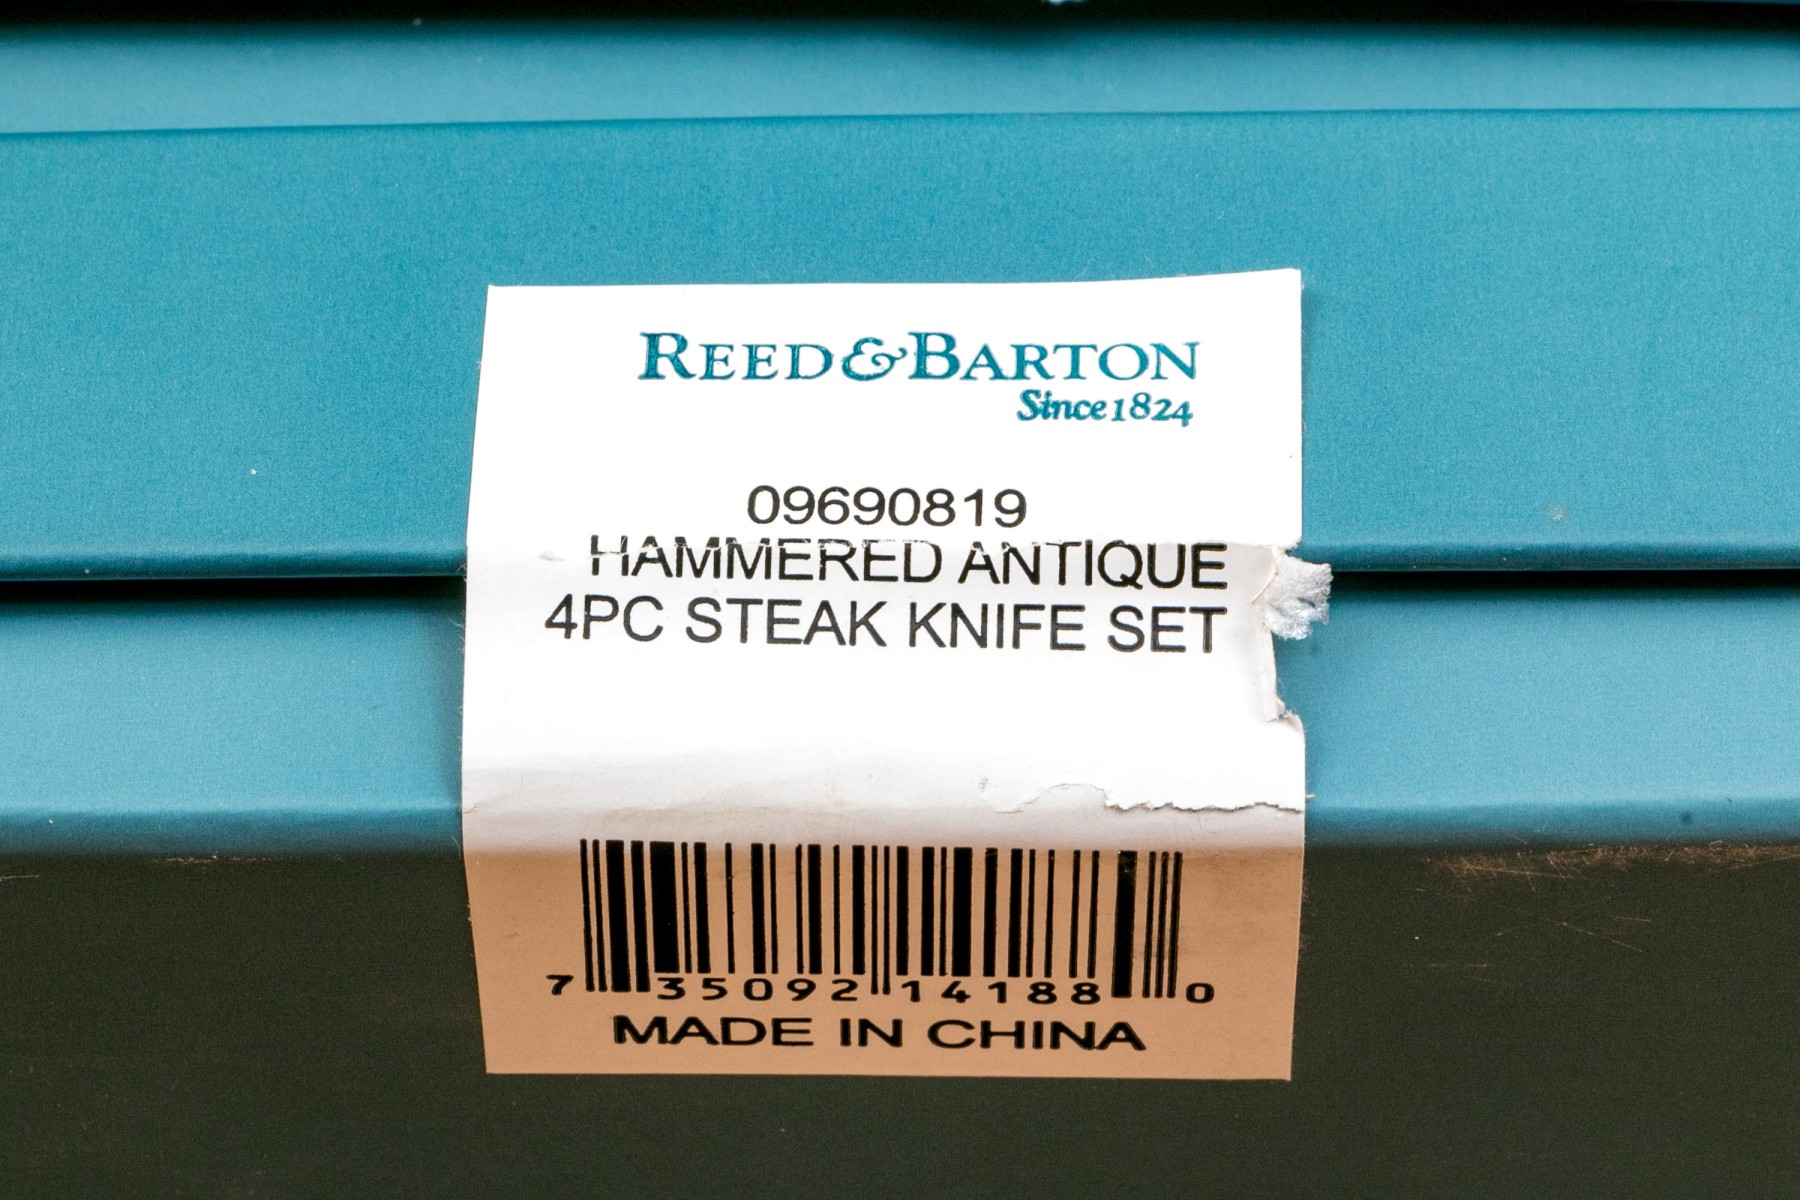 REED & BARTON
Since 1824
09690819
HAMMERED ANTIQUE
4PC STEAK KNIFE SET
7 35092 14188 0
MADE IN CHINA